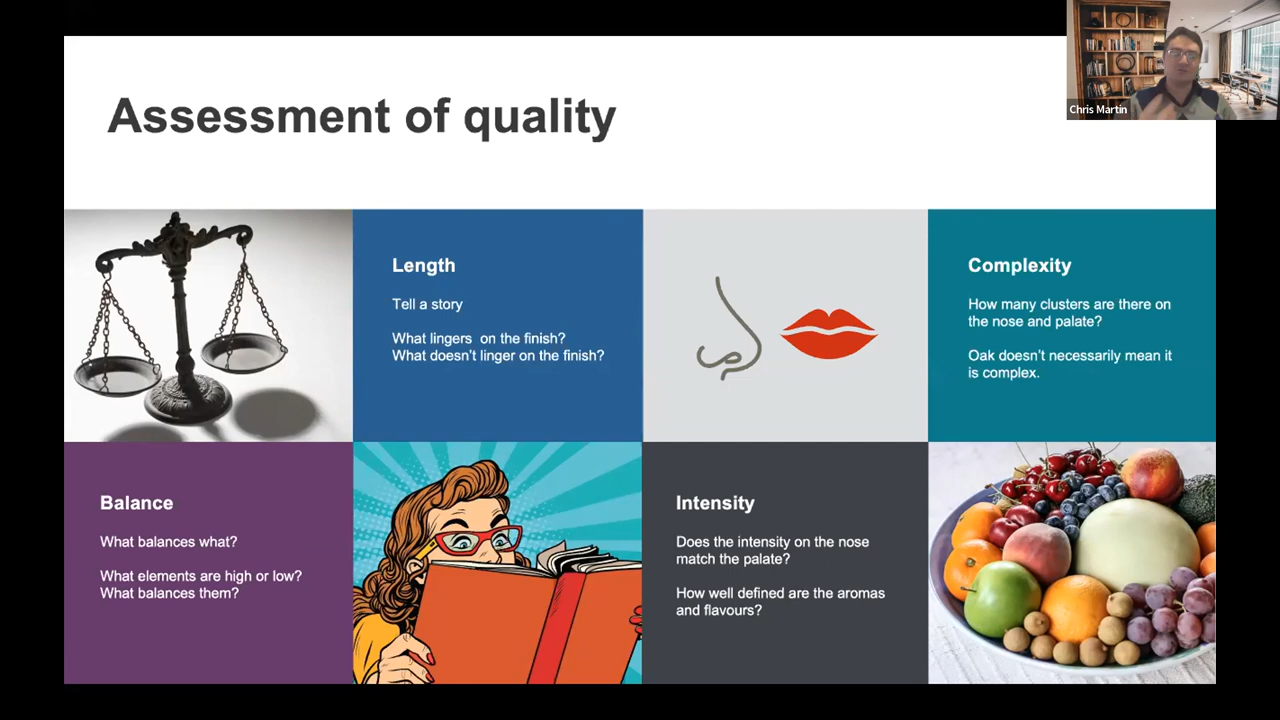 Assessment of quality
Chris Martin
Length
Tell a story
What lingers on the finish?
What doesn't linger on the finish?
Complexity
How many clusters are there on
the nose and palate?
Oak doesn't necessarily mean it
is complex.
Balance
What balances what?
What elements are high or low?
What balances them?
Intensity
Does the intensity on the nose
match the palate?
How well defined are the aromas
and flavours?